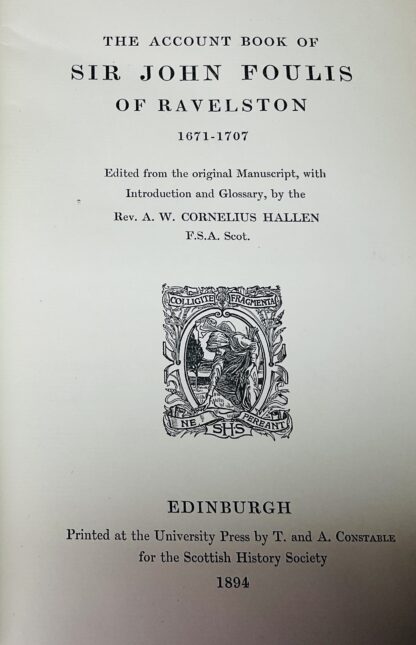 THE ACCOUNT BOOK OF
SIR JOHN FOULIS
OF RAVELSTON
1671-1707
Edited from the original Manuscript, with
Introduction and Glossary, by the
Rev. A. W. CORNELIUS HALLEN
F.S.A. Scot.
COLLIGITE FRAGMENTA
NE PEREANT
SHS
EDINBURGH
Printed at the University Press by T. and A. CONSTABLE
for the Scottish History Society
1894